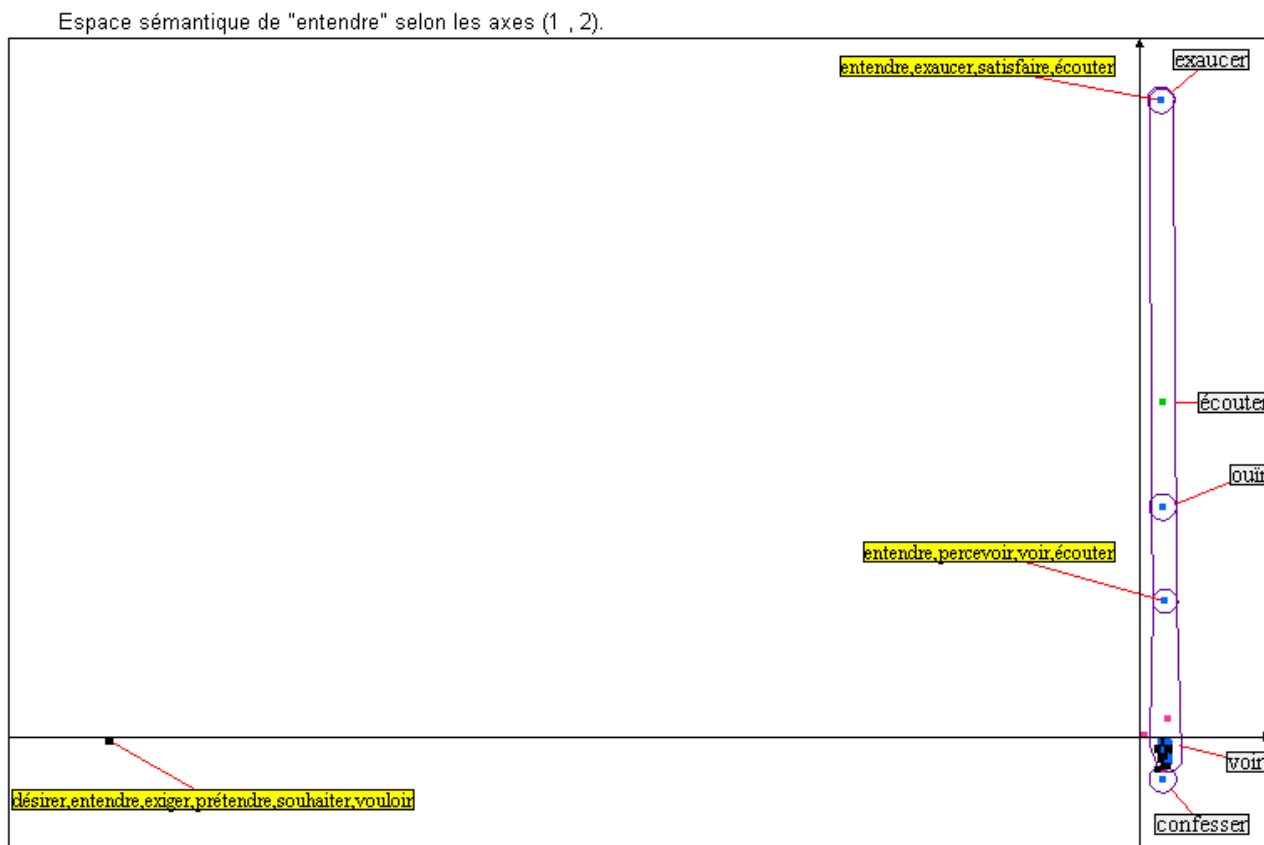 Espace sémantique de "entendre" selon les axes (1 , 2).
exaucer
entendre,exaucer,satisfaire,écouter
écouter
ouïr
entendre,percevoir,voir,écouter
voir
désirer,entendre,exiger,prétendre,souhaiter,vouloir
confesser